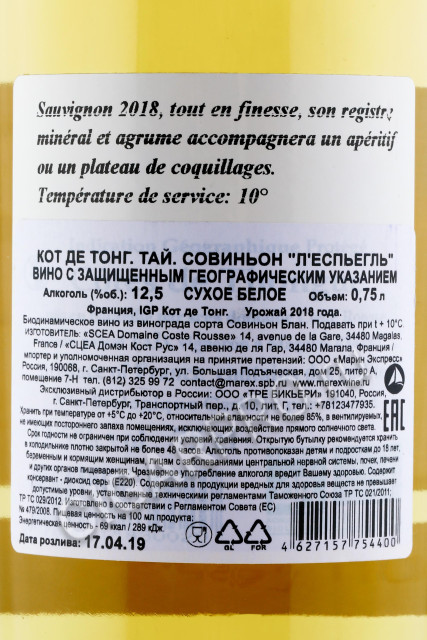 Sauvignon 2018, tout en finesse, son registre
minéral et agrume accompagnera un apéritif
ou un plateau de coquillages.
Température de service: 10°
КОТ ДЕ ТОНГ. ТАЙ. СОВИНЬОН "Л'ЕСПЬЕГЛЬ"
ВИНО С ЗАЩИЩЕННЫМ ГЕОГРАФИЧЕСКИМ УКАЗАНИЕМ
Алкоголь (%об.): 12,5 СУХОЕ БЕЛОЕ Объем: 0,75 л
Франция, IGP Кот де Тонг. Урожай 2018 года.
Биодинамическое вино из винограда сорта Совиньон Блан. Подавать при t + 10°C.
ИЗГОТОВИТЕЛЬ: «SCEA Domaine Coste Rousse» 14, avenue de la Gare, 34480 Magalas,
France / «СЦЕА Домэн Кост Рус» 14, авеню де ля Гар, 34480 Магала, Франция /
Импортер и организация уполномоченная на принятие претензий: ООО «Марк Экспресс»
Россия, 190068, г. Санкт-Петербург, ул. Большая Подъяческая, дом 25, литер А,
помещение 7-Н тел. (812) 325 99 72 contact@marex.spb.ru www.marexwine.ru
Эксклюзивный дистрибьютор в России: ООО «ТРЕ БИКЬЕРИ» 191040, Россия,
г. Санкт-Петербург, Транспортный пер., д. тел.: +78123477935.
Хранить при температуре от +5°C до +20°C, относительной влажности не более 85%, в вентилируемых,
не имеющих постороннего запаха помещениях, исключающих воздействие прямого солнечного света.
Срок годности не ограничен при соблюдении условий хранения. Открытую бутылку рекомендуется хранить
в холодильнике плотно закрытой не более 48 Алкоголь противопоказан детям и подросткам до 18 лет,
беременным и кормящим женщинам, лицам с заболеваниями центральной нервной системы, почек, печени
и других органов пищеварения. Чрезмерное употребление алкоголя вредит Вашему здоровью. Содержит
консервант - диоксид серы (E220). Содержание в продукции вредных для здоровья веществ не превышает
допустимые уровни, установленные техническими регламентами Таможенного Союза ТР ТС 021/2011;
ТР ТС 029/2012. Изготовлено в соответствии с Регламентом Совета (ЕС)
№ 479/2008. Пищевая ценность на 100 мл продукта:
Энергетическая ценность - 69 ккал / 289 кДж.
EAC
Дата розлива: 17.04.19
GL FOR
4 627157 754400